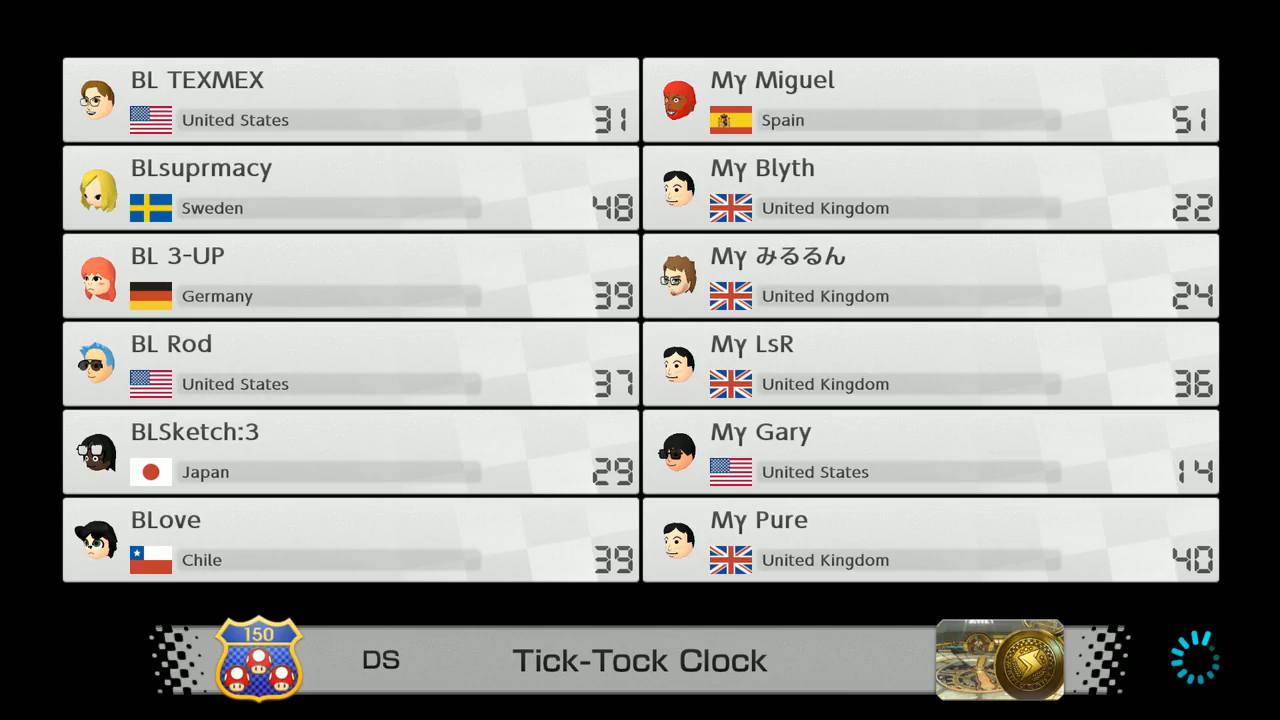 BL TEXMEX
United States
31
BLsuprmacy
Sweden
48
BL 3-UP
Germany
39
BL Rod
United States
37
BLSketch:3
Japan
29
BLove
Chile
39
Mγ Miguel
Spain
51
Mγ Blyth
United Kingdom
22
Mγ みるるん
United Kingdom
24
Mγ LsR
United Kingdom
36
Mγ Gary
United States
14
Mγ Pure
United Kingdom
40
150
DS
Tick-Tock Clock